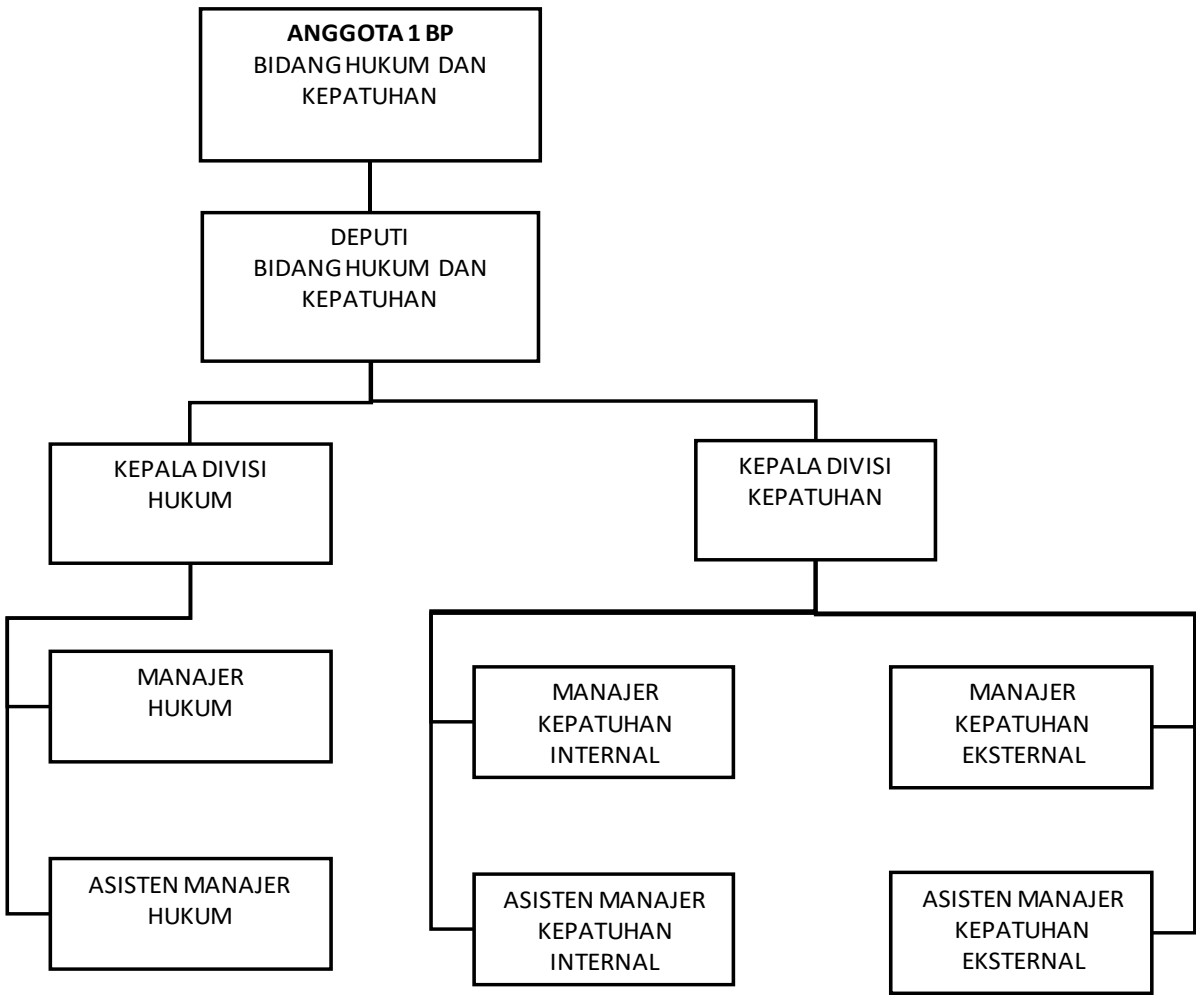 ANGGOTA 1 BP
BIDANG HUKUM DAN
KEPATUHAN
DEPUTI
BIDANG HUKUM DAN
KEPATUHAN
KEPALA DIVISI
HUKUM
KEPALA DIVISI
KEPATUHAN
MANAJER
HUKUM
MANAJER
KEPATUHAN
INTERNAL
MANAJER
KEPATUHAN
EKSTERNAL
ASISTEN MANAJER
HUKUM
ASISTEN MANAJER
KEPATUHAN
INTERNAL
ASISTEN MANAJER
KEPATUHAN
EKSTERNAL